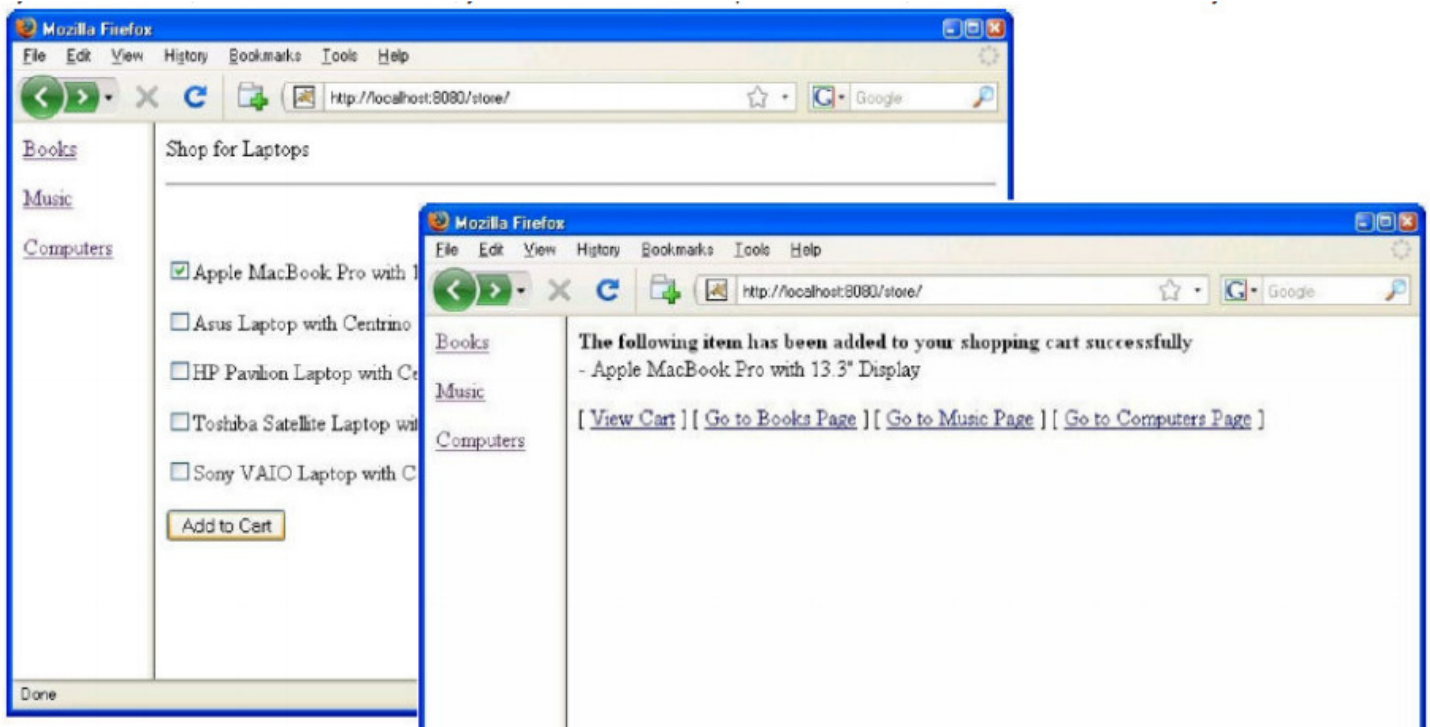 Mozilla Firefox
File Edit View History Bookmarks Tools Help
http://localhost:8080/store/
G Google
Books
Music
Computers
Shop for Laptops
Apple MacBook Pro with 1
Asus Laptop with Centrino
HP Pavilion Laptop with Ce
Toshiba Satellite Laptop wit
Sony VAIO Laptop with C
Add to Cart
Done
Mozilla Firefox
File Edit View History Bookmarks Tools Help
http://localhost:8080/store/
G Google
Books
Music
Computers
The following item has been added to your shopping cart successfully
- Apple MacBook Pro with 13.3" Display
[ View Cart ] [ Go to Books Page ] [ Go to Music Page ] [ Go to Computers Page ]